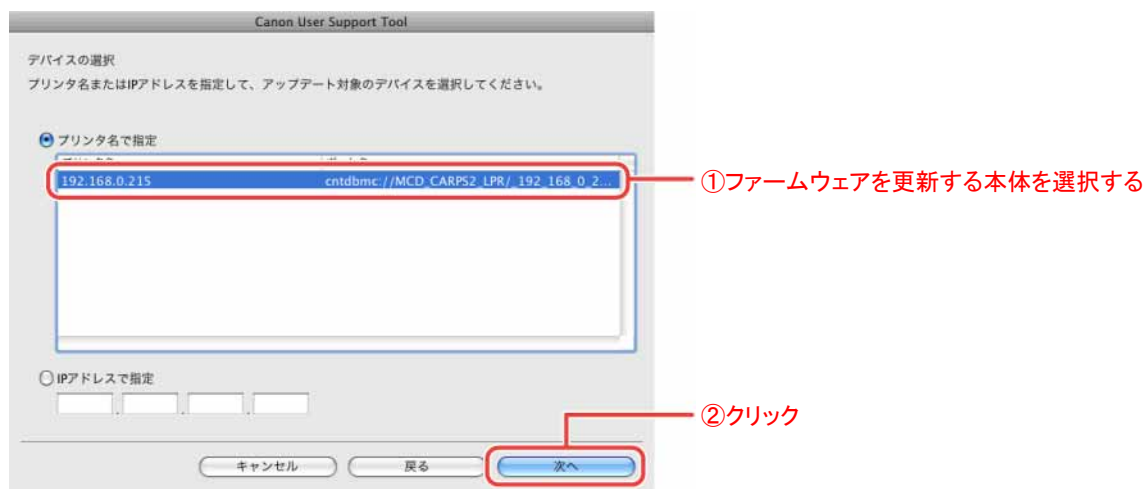 Canon User Support Tool
デバイスの選択
プリンタ名またはIPアドレスを指定して、アップデート対象のデバイスを選択してください。
プリンタ名で指定
192.168.0.215 cntdbmc://MCD_CARPS2_LPR/_192_168_0_2...
①ファームウェアを更新する本体を選択する
IPアドレスで指定
. . .
②クリック
キャンセル 戻る 次へ